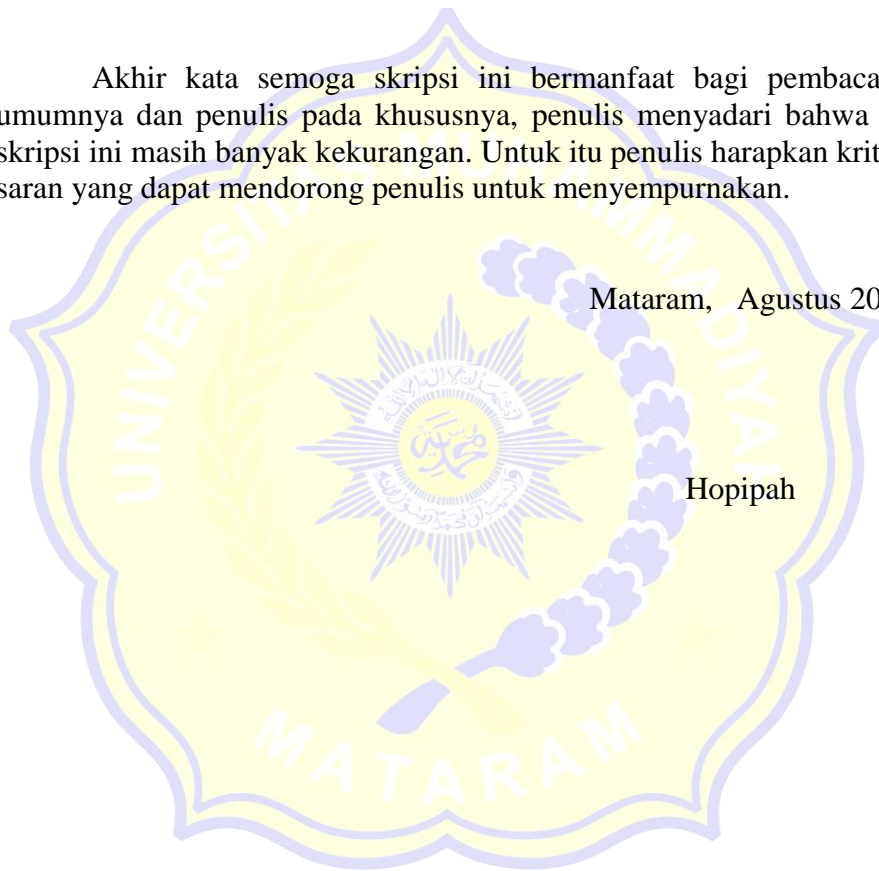 Akhir kata semoga skripsi ini bermanfaat bagi pembaca
umumnya dan penulis pada khususnya, penulis menyadari bahwa
skripsi ini masih banyak kekurangan. Untuk itu penulis harapkan krit
saran yang dapat mendorong penulis untuk menyempurnakan.
Mataram, Agustus 20
Hopipah
UNIVERSITAS MUHAMMADIYAH
MATARAM